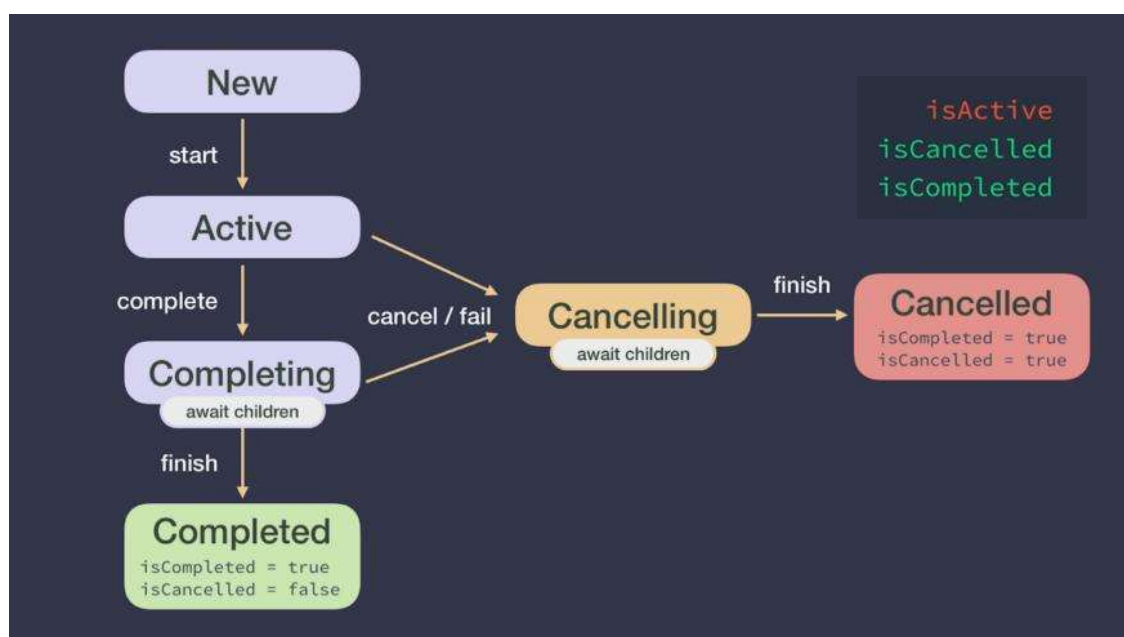 New
isActive
isCancelled
isCompleted
start
Active
complete
cancel / fail
Cancelling
await children
finish
Cancelled
isCompleted = true
isCancelled = true
Completing
await children
finish
Completed
isCompleted = true
isCancelled = false